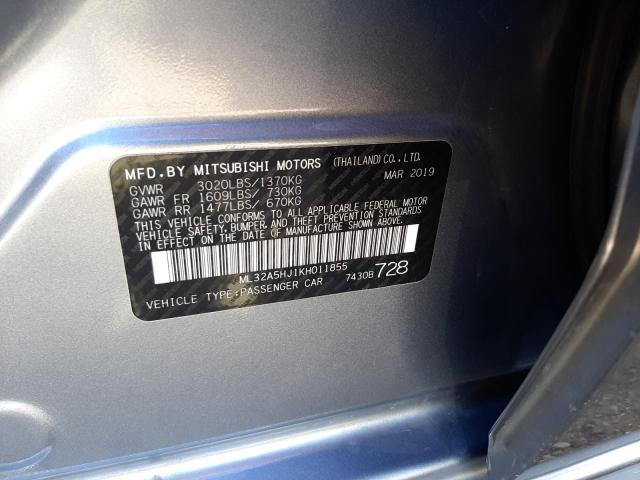 MFD.BY MITSUBISHI MOTORS (THAILAND) CO., LTD.
GVWR 3020LBS/1370KG MAR 2019
GAWR FR 1609LBS/ 730KG
GAWR RR 1477LBS/ 670KG
THIS VEHICLE CONFORMS TO ALL APPLICABLE FEDERAL MOTOR
VEHICLE SAFETY, BUMPER, AND THEFT PREVENTION STANDARDS
IN EFFECT ON THE DATE OF MANUFACTURE SHOWN ABOVE.
ML32A5HJ1KH011855
VEHICLE TYPE:PASSENGER CAR 7430B 728